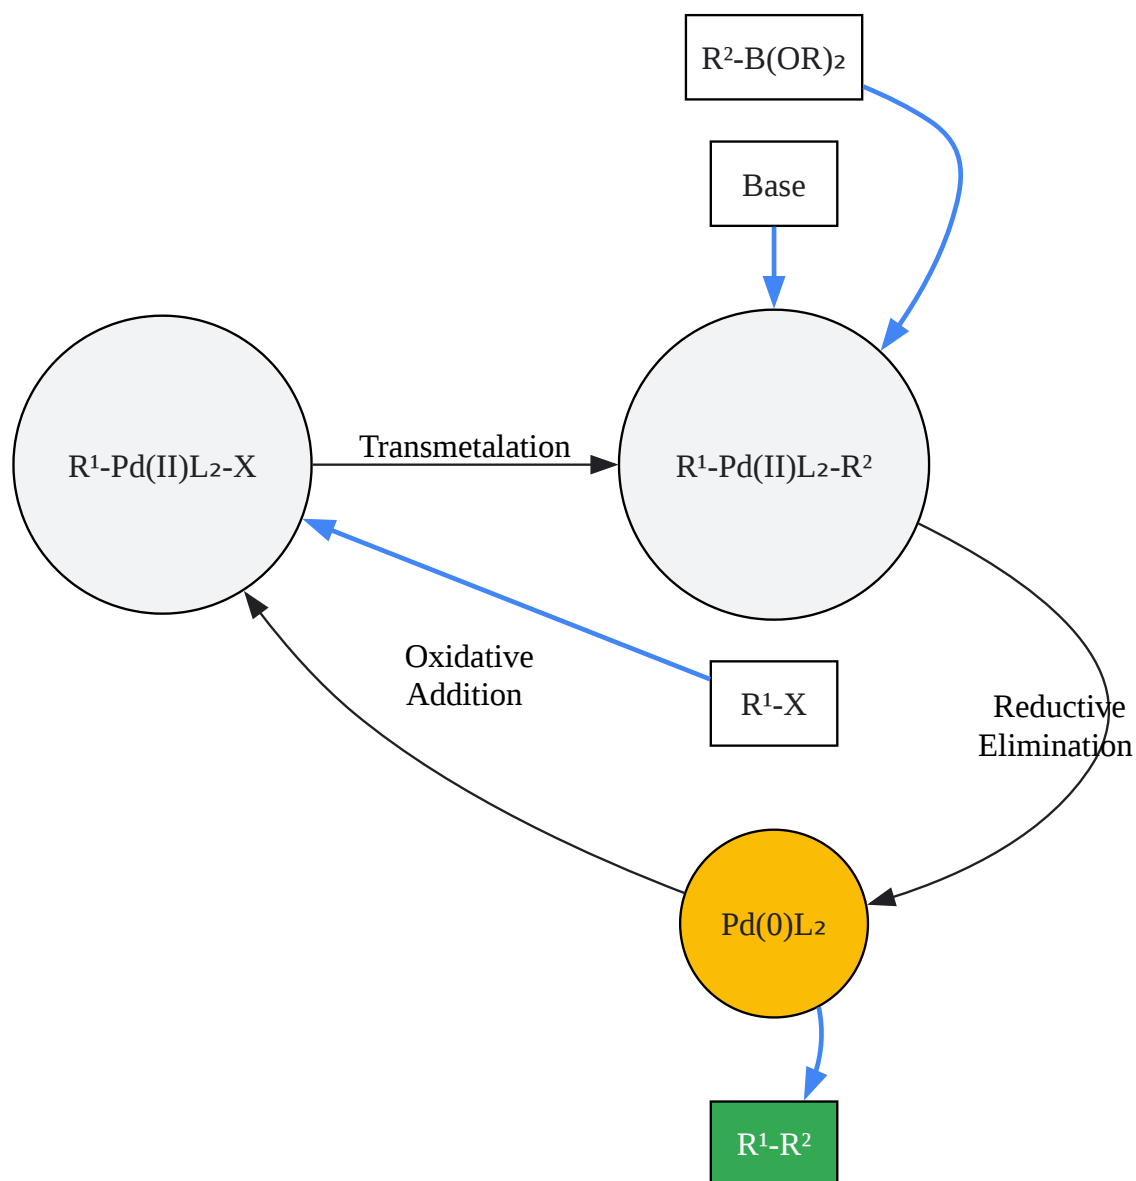 R²-B(OR)₂
Base
Transmetalation
R¹-Pd(II)L₂-X
R¹-Pd(II)L₂-R²
Oxidative
Addition
R¹-X
Reductive
Elimination
Pd(0)L₂
R¹-R²